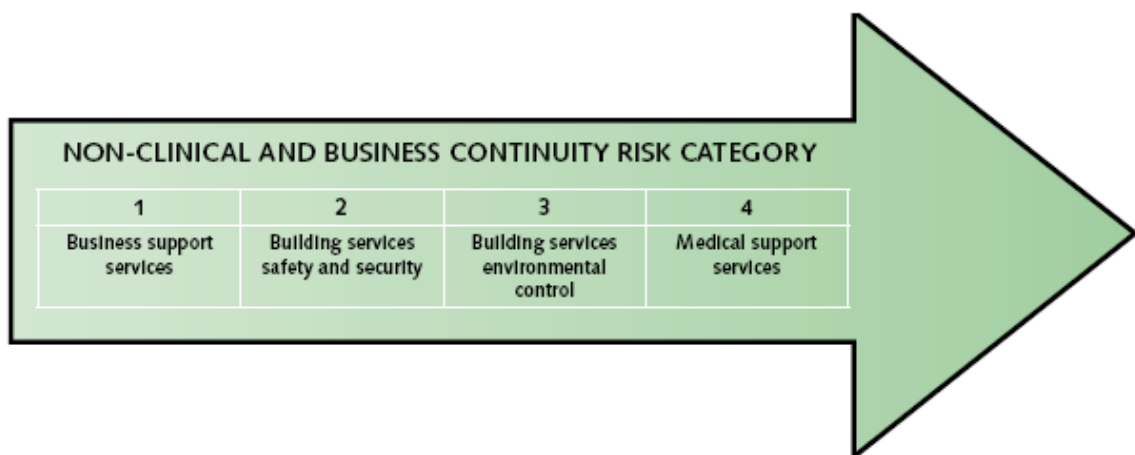 NON-CLINICAL AND BUSINESS CONTINUITY RISK CATEGORY
1 2 3 4
Business support services
Building services safety and security
Building services environmental control
Medical support services